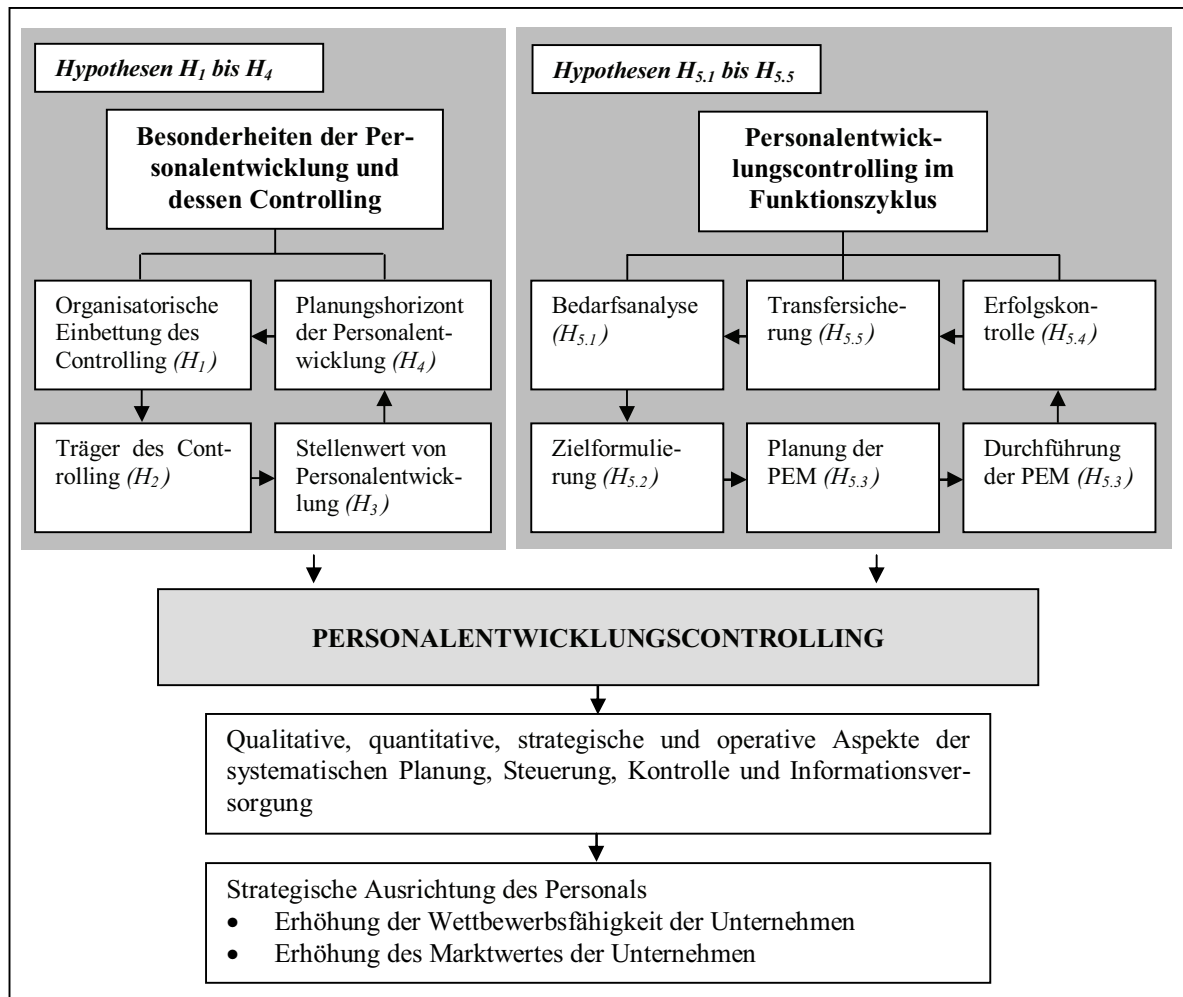 Hypothesen H1 bis H4
Besonderheiten der Per-
sonalentwicklung und
dessen Controlling
Organisatorische
Einbettung des
Controlling (H1)
Planungshorizont
der Personalent-
wicklung (H4)
Träger des Cont-
rolling (H2)
Stellenwert von
Personalentwick-
lung (H3)
Hypothesen H5.1 bis H5.5
Personalentwick-
lungscontrolling im
Funktionszyklus
Bedarfsanalyse
(H5.1)
Transfersiche-
rung (H5.5)
Erfolgskon-
trolle (H5.4)
Zielformulie-
rung (H5.2)
Planung der
PEM (H5.3)
Durchführung
der PEM (H5.3)
PERSONALENTWICKLUNGSCONTROLLING
Qualitative, quantitative, strategische und operative Aspekte der
systematischen Planung, Steuerung, Kontrolle und Informationsver-
sorgung
Strategische Ausrichtung des Personals
• Erhöhung der Wettbewerbsfähigkeit der Unternehmen
• Erhöhung des Marktwertes der Unternehmen